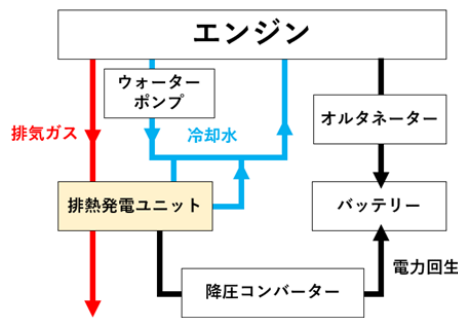 エンジン
ウォーター
ポンプ
オルタネーター
排気ガス
冷却水
排熱発電ユニット
バッテリー
電力回生
降圧コンバーター